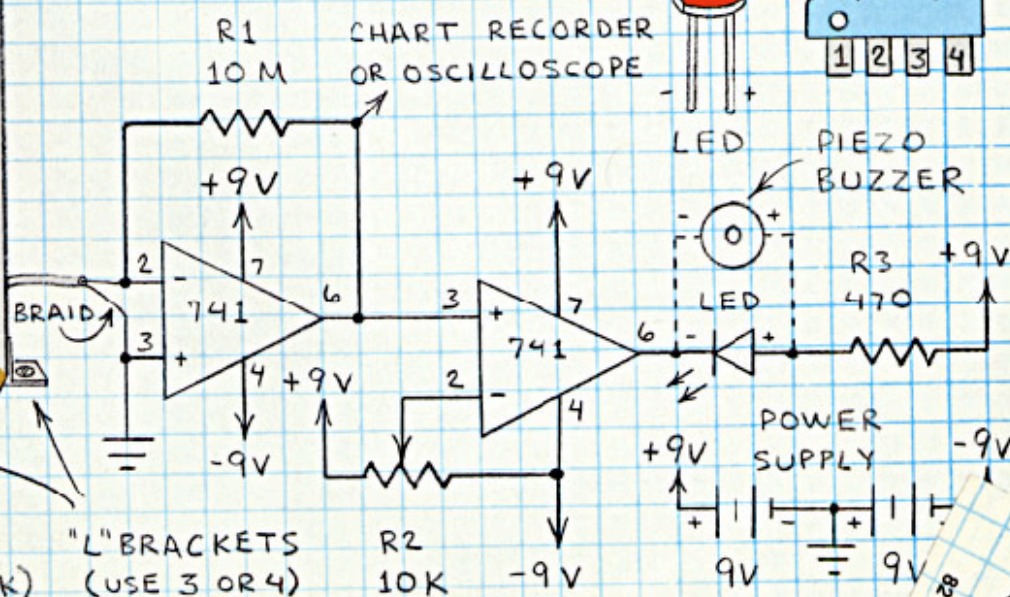 R1
10 M
CHART RECORDER
OR OSCILLOSCOPE
- +
LED
1 2 3 4
PIEZO
BUZZER
- +
+9V
+9V
R3
470
+9V
2 -
7
741
6
BRAID
3 +
4
-9V
3 +
7
741
6
2 -
4
LED
- +
+9V
R2
10K
-9V
POWER
SUPPLY
+9V
-9V
+ - + -
9V 9V
"L" BRACKETS
(USE 3 OR 4)
K)
82